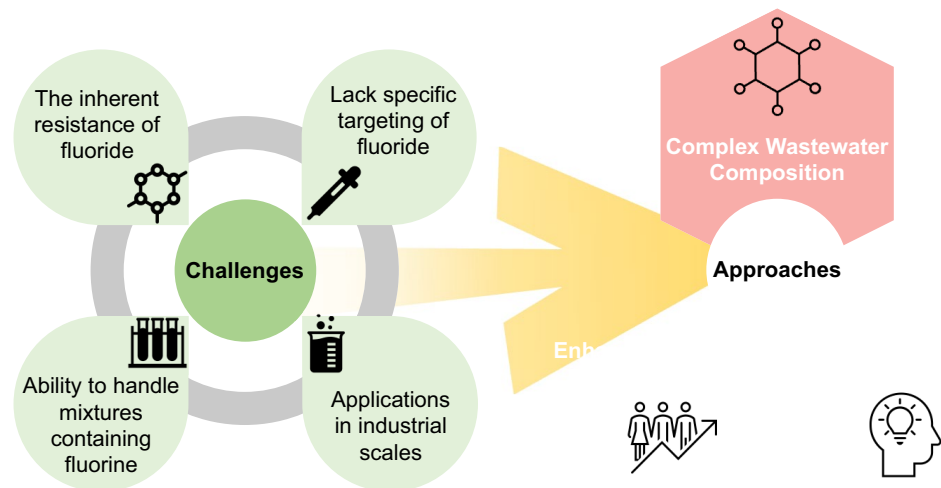 The inherent
resistance of
fluoride
Lack specific
targeting of
fluoride
Challenges
Ability to handle
mixtures
containing
fluorine
Applications
in industrial
scales
Complex Wastewater
Composition
Approaches